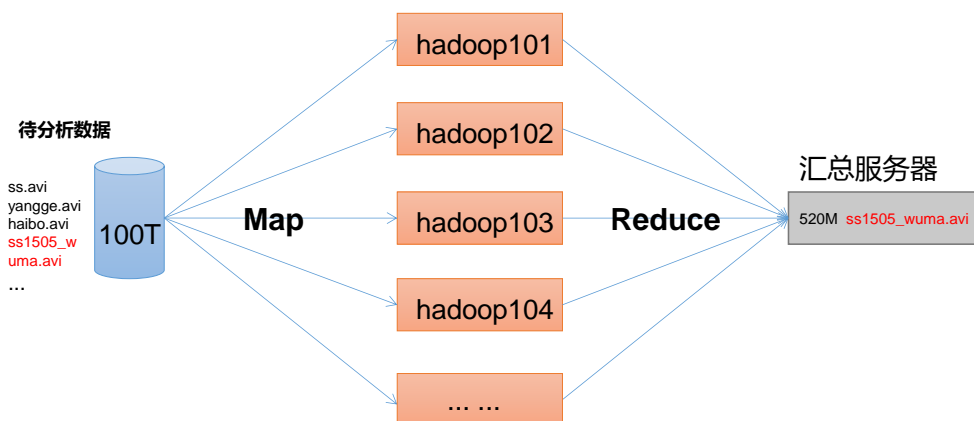 待分析数据
ss.avi
yangge.avi
haibo.avi
ss1505_w
uma.avi
...
100T
Map
hadoop101
hadoop102
hadoop103
hadoop104
... ...
Reduce
汇总服务器
520M ss1505_wuma.avi